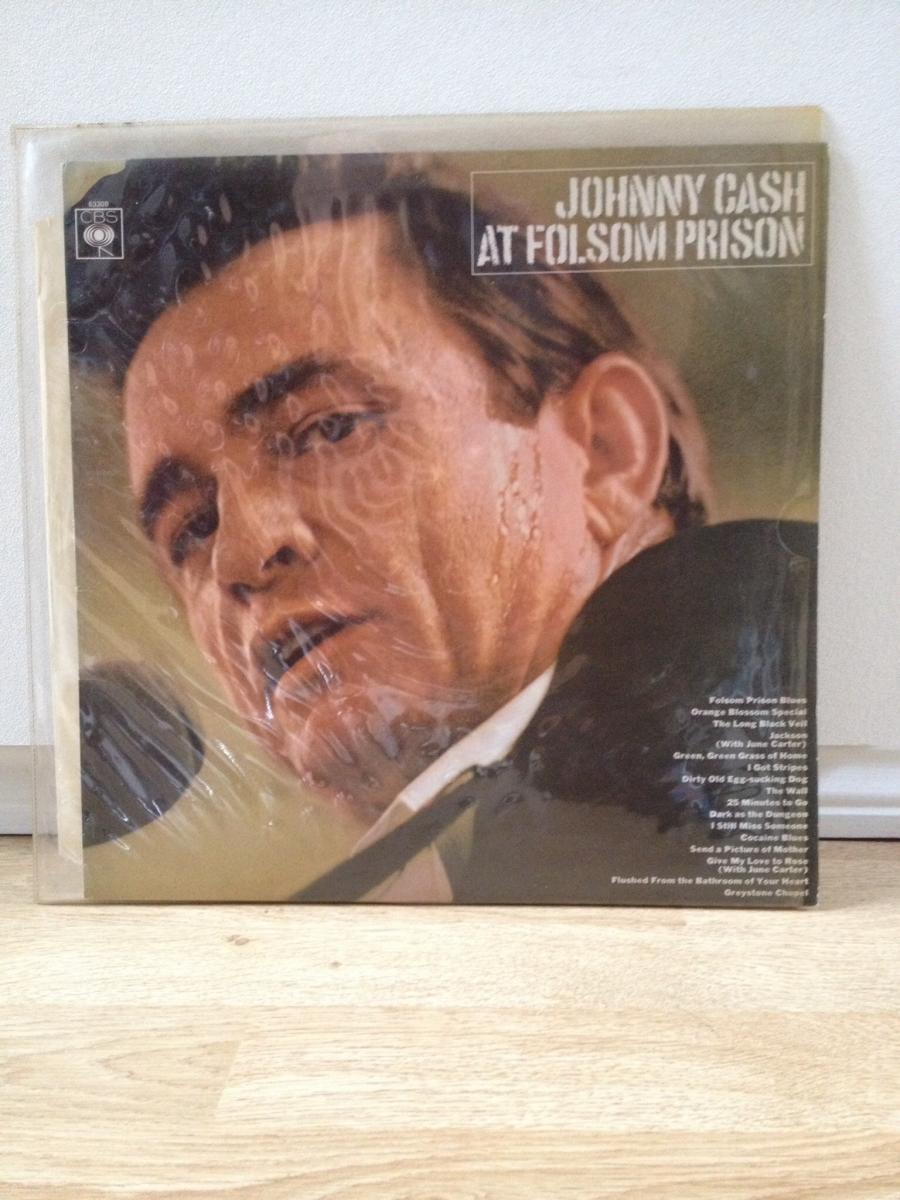 63308
CBS
JOHNNY CASH
AT FOLSOM PRISON
Folsom Prison Blues
Orange Blossom Special
The Long Black Veil
Jackson
(With June Carter)
Green, Green Grass of Home
I Got Stripes
Dirty Old Egg-sucking Dog
The Wall
25 Minutes to Go
Dark as the Dungeon
I Still Miss Someone
Cocaine Blues
Send a Picture of Mother
Give My Love to Rose
(With June Carter)
Flushed From the Bathroom of Your Heart
Greystone Chapel